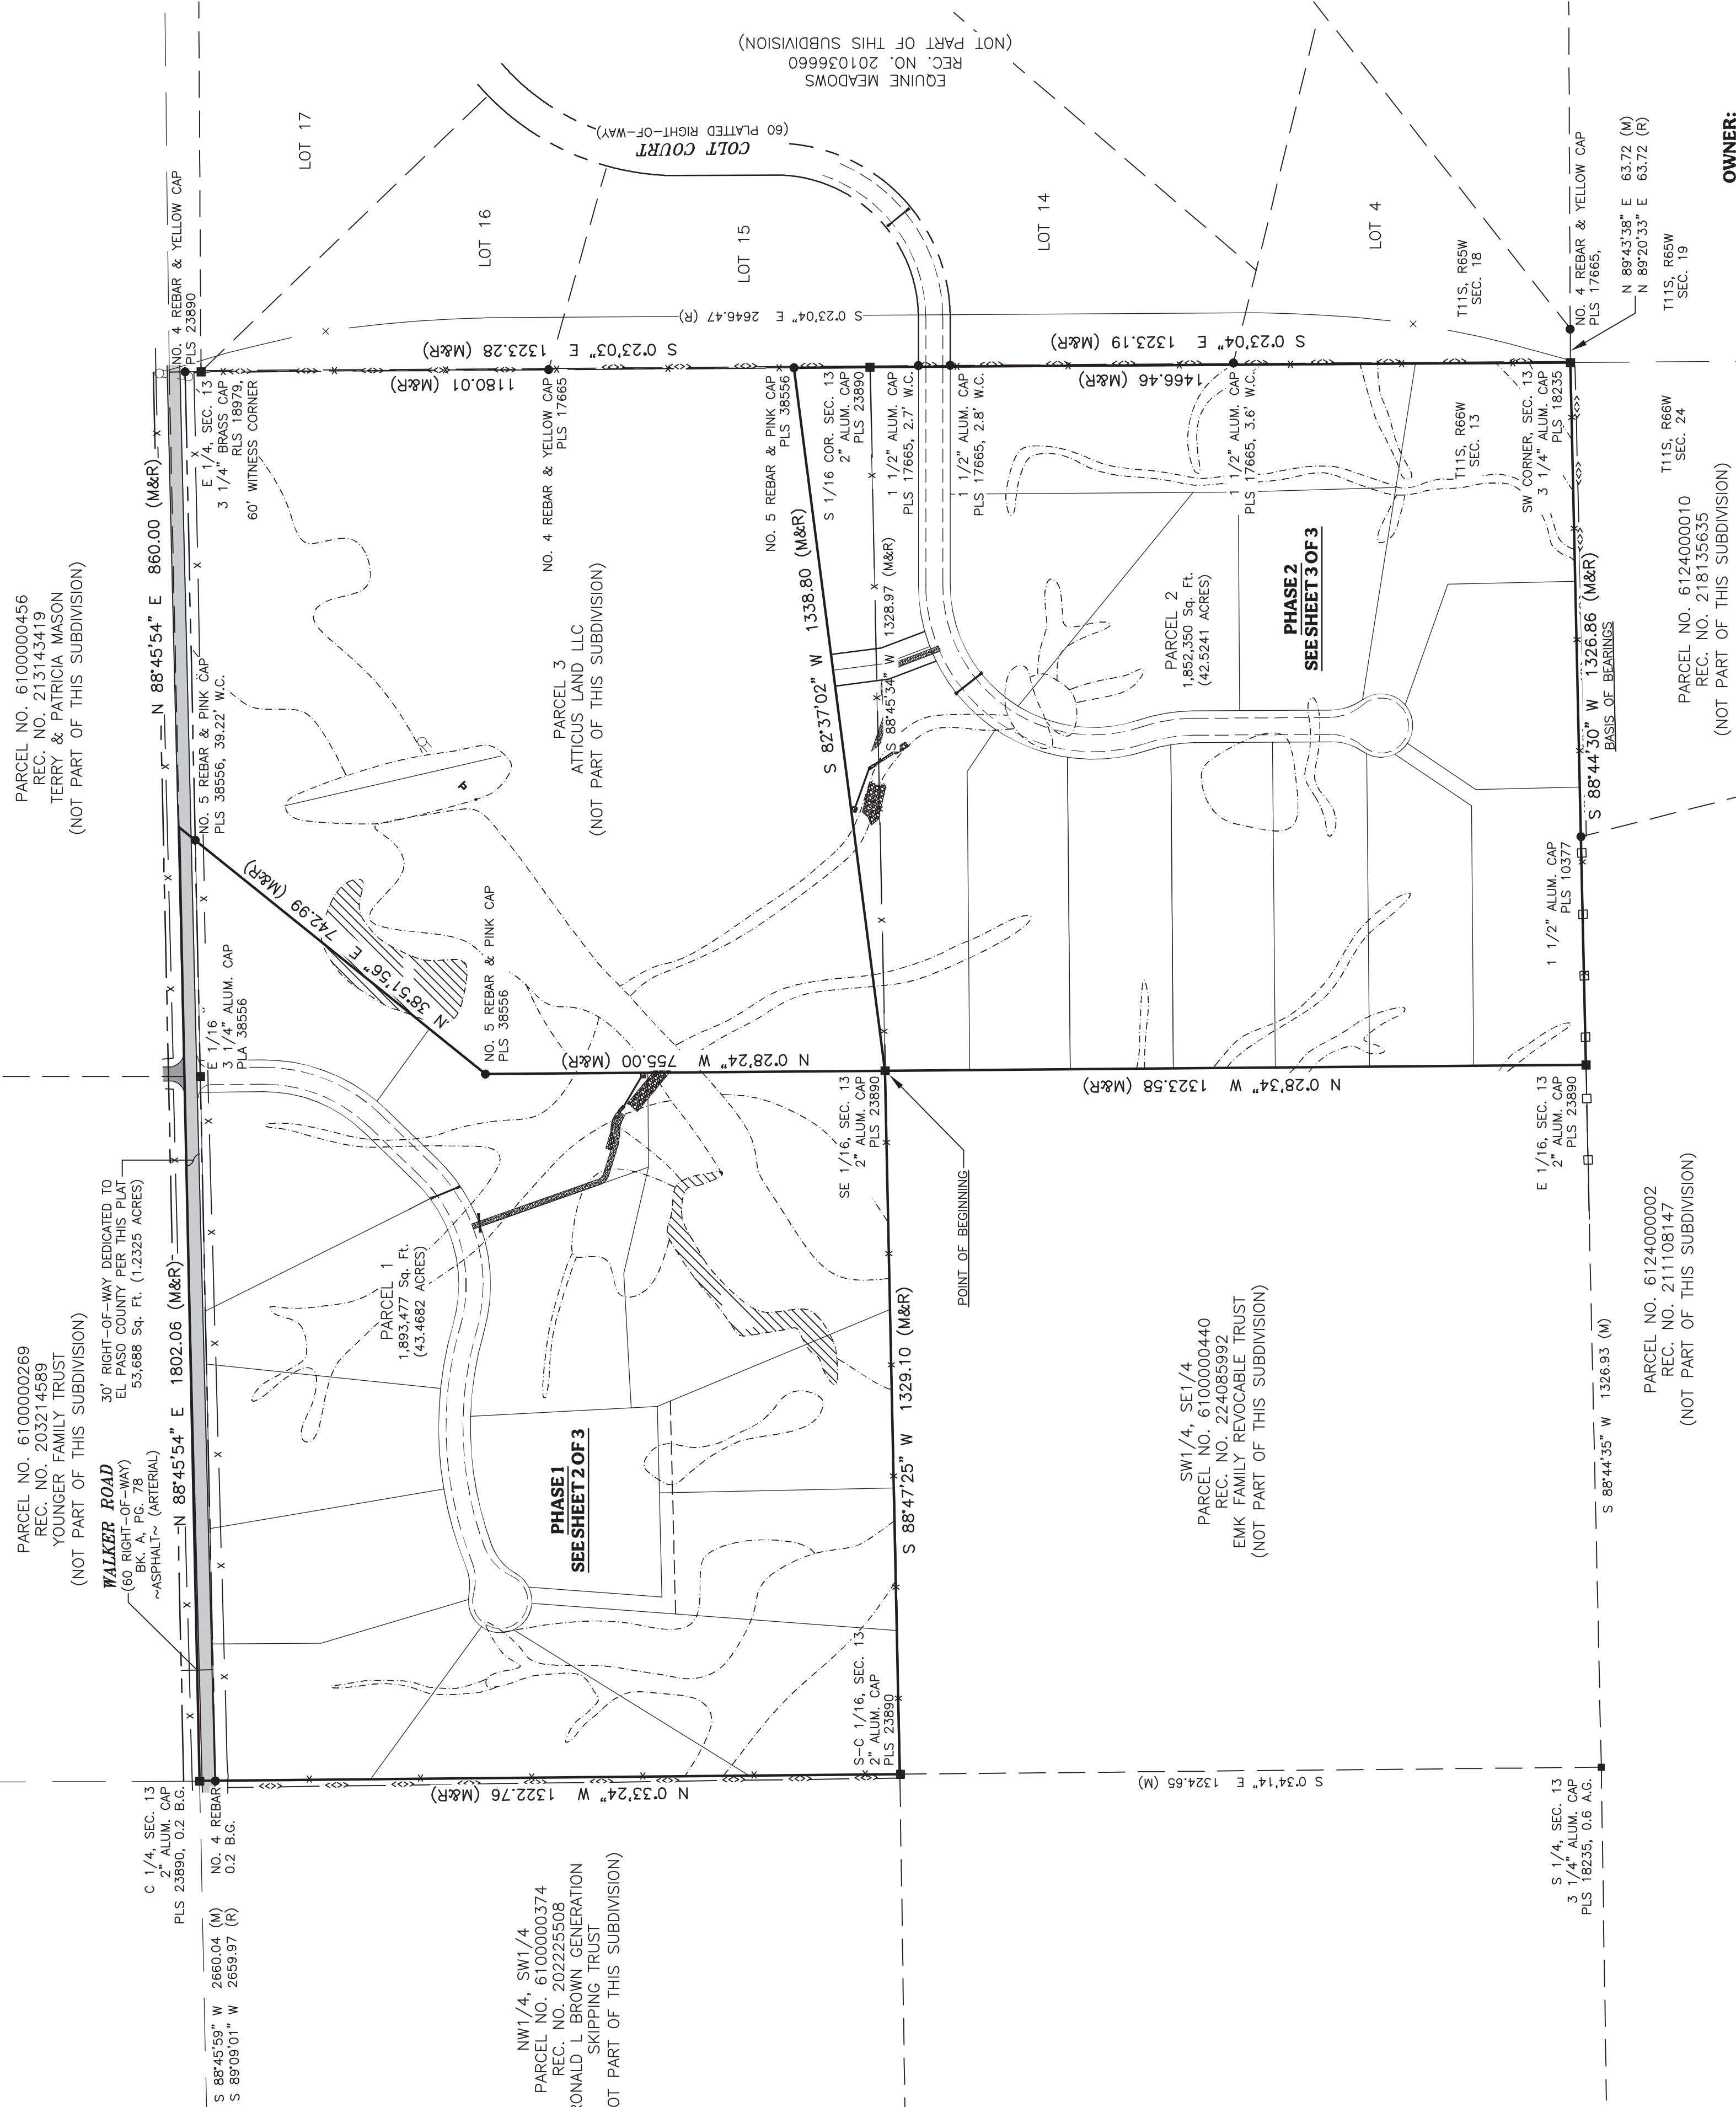 PARCEL NO. 6100000269
REC. NO. 203214589
YOUNGER FAMILY TRUST
(NOT PART OF THIS SUBDIVISION)
PARCEL NO. 6100000456
REC. NO. 213143419
TERRY & PATRICIA MASON
(NOT PART OF THIS SUBDIVISION)
WALKER ROAD
(60 RIGHT-OF-WAY)
BK. A, PG. 78
~ASPHALT~ (ARTERIAL)
30' RIGHT-OF-WAY DEDICATED TO
EL PASO COUNTY PER THIS PLAT
53,688 Sq. Ft. (1.2325 ACRES)
N 88°45'54" E 1802.06 (M&R)
N 88°45'54" E 860.00 (M&R)
C 1/4, SEC. 13
2" ALUM. CAP
PLS 23890, 0.2 B.G.
NO. 4 REBAR
0.2 B.G.
S 88°45'59" W 2660.04 (M)
S 89°09'01" W 2659.97 (R)
E 1/16
3 1/4" ALUM. CAP
PLA 38556
NO. 5 REBAR & PINK CAP
PLS 38556, 39.22' W.C.
NO. 4 REBAR & YELLOW CAP
PLS 23890
E 1/4, SEC. 13
3 1/4" BRASS CAP
RLS 18979,
60' WITNESS CORNER
LOT 17
LOT 16
LOT 15
LOT 14
LOT 4
COLT COURT
(60 PLATTED RIGHT-OF-WAY)
EQUINE MEADOWS
REC. NO. 201036660
(NOT PART OF THIS SUBDIVISION)
N 38°51'56" E 742.99 (M&R)
NO. 5 REBAR & PINK CAP
PLS 38556
N 0°28'24" W 755.00 (M&R)
PARCEL 1
1,893,477 Sq. Ft.
(43.4682 ACRES)
PHASE 1
SEE SHEET 2 OF 3
PARCEL 3
ATTICUS LAND LLC
(NOT PART OF THIS SUBDIVISION)
1180.01 (M&R)
S 0°23'03" E 1323.28 (M&R)
S 0°23'04" E 2646.47 (R)
NO. 4 REBAR & YELLOW CAP
PLS 17665
NO. 5 REBAR & PINK CAP
PLS 38556
S 82°37'02" W 1338.80 (M&R)
S 1/16 COR. SEC. 13
2" ALUM. CAP
PLS 23890
S 88°45'34" W 1328.97 (M&R)
1 1/2" ALUM. CAP
PLS 17665, 2.7' W.C.
1 1/2" ALUM. CAP
PLS 17665, 2.8' W.C.
S 0°23'04" E 1323.19 (M&R)
1466.46 (M&R)
1 1/2" ALUM. CAP
PLS 17665, 3.6' W.C.
N 0°33'24" W 1322.76 (M&R)
S-C 1/16, SEC. 13
2" ALUM. CAP
PLS 23890
S 88°47'25" W 1329.10 (M&R)
SE 1/16, SEC. 13
2" ALUM. CAP
PLS 23890
POINT OF BEGINNING
NW1/4, SW1/4
PARCEL NO. 6100000374
REC. NO. 202225508
RONALD L BROWN GENERATION
SKIPPING TRUST
OT PART OF THIS SUBDIVISION)
SW1/4, SE1/4
PARCEL NO. 6100000440
REC. NO. 224085992
EMK FAMILY REVOCABLE TRUST
(NOT PART OF THIS SUBDIVISION)
N 0°28'34" W 1323.58 (M&R)
PARCEL 2
1,852,350 Sq. Ft.
(42.5241 ACRES)
PHASE 2
SEE SHEET 3 OF 3
T11S, R65W
SEC. 18
T11S, R66W
SEC. 13
T11S, R65W
SEC. 19
T11S, R66W
SEC. 24
SW CORNER, SEC. 13
3 1/4" ALUM. CAP
PLS 18235
NO. 4 REBAR & YELLOW CAP
PLS 17665,
N 89°43'38" E 63.72 (M)
N 89°20'33" E 63.72 (R)
S 0°34'14" E 1324.65 (M)
S 1/4, SEC. 13
3 1/4" ALUM. CAP
PLS 18235, 0.6 A.G.
S 88°44'35" W 1326.93 (M)
E 1/16, SEC. 13
2" ALUM. CAP
PLS 23890
1 1/2" ALUM. CAP
PLS 10377
S 88°44'30" W 1326.86 (M&R)
BASIS OF BEARINGS
PARCEL NO. 6124000002
REC. NO. 211108147
(NOT PART OF THIS SUBDIVISION)
PARCEL NO. 6124000010
REC. NO. 218135635
(NOT PART OF THIS SUBDIVISION)
OWNER: